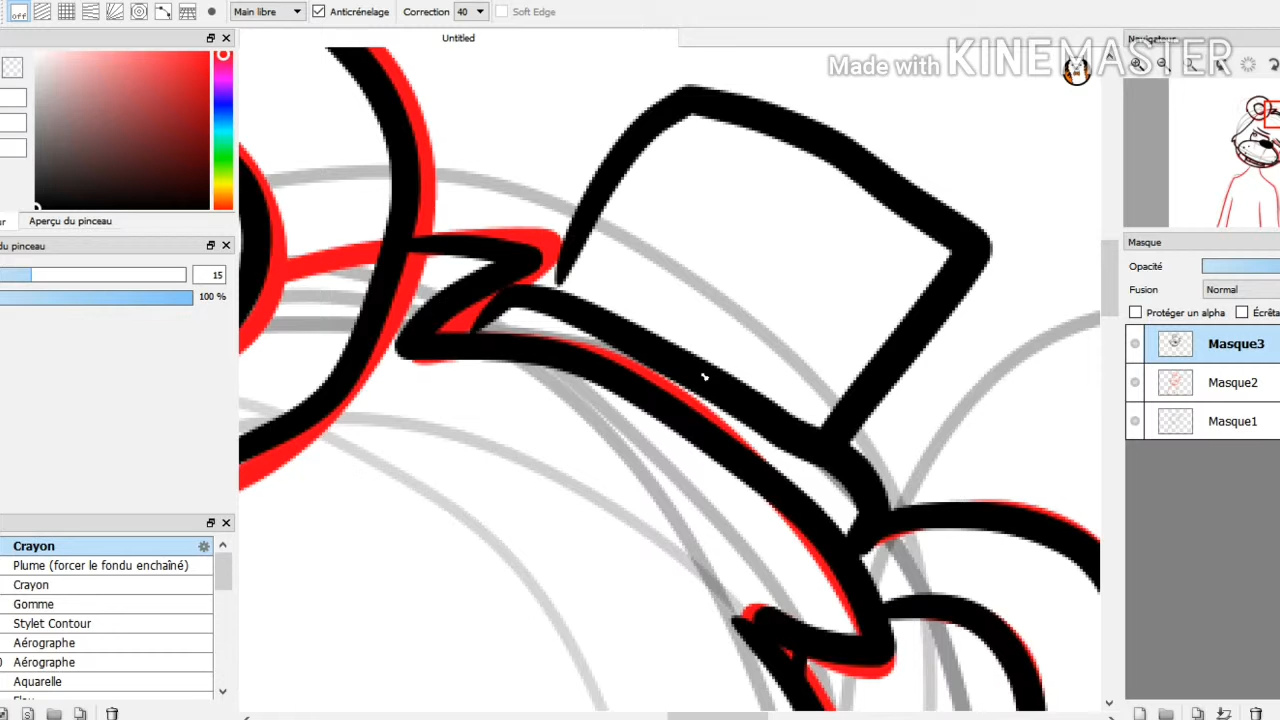 off
Main libre
Anticrénelage
Correction
40
Soft Edge
Untitled
Navigateur
Made with KINEMASTER
Aperçu du pinceau
du pinceau
15
100 %
Masque
Opacité
Fusion
Normal
Protéger un alpha
Écrêta
Masque3
Masque2
Masque1
Crayon
Plume (forcer le fondu enchaîné)
Crayon
Gomme
Stylet Contour
Aérographe
Aérographe
Aquarelle